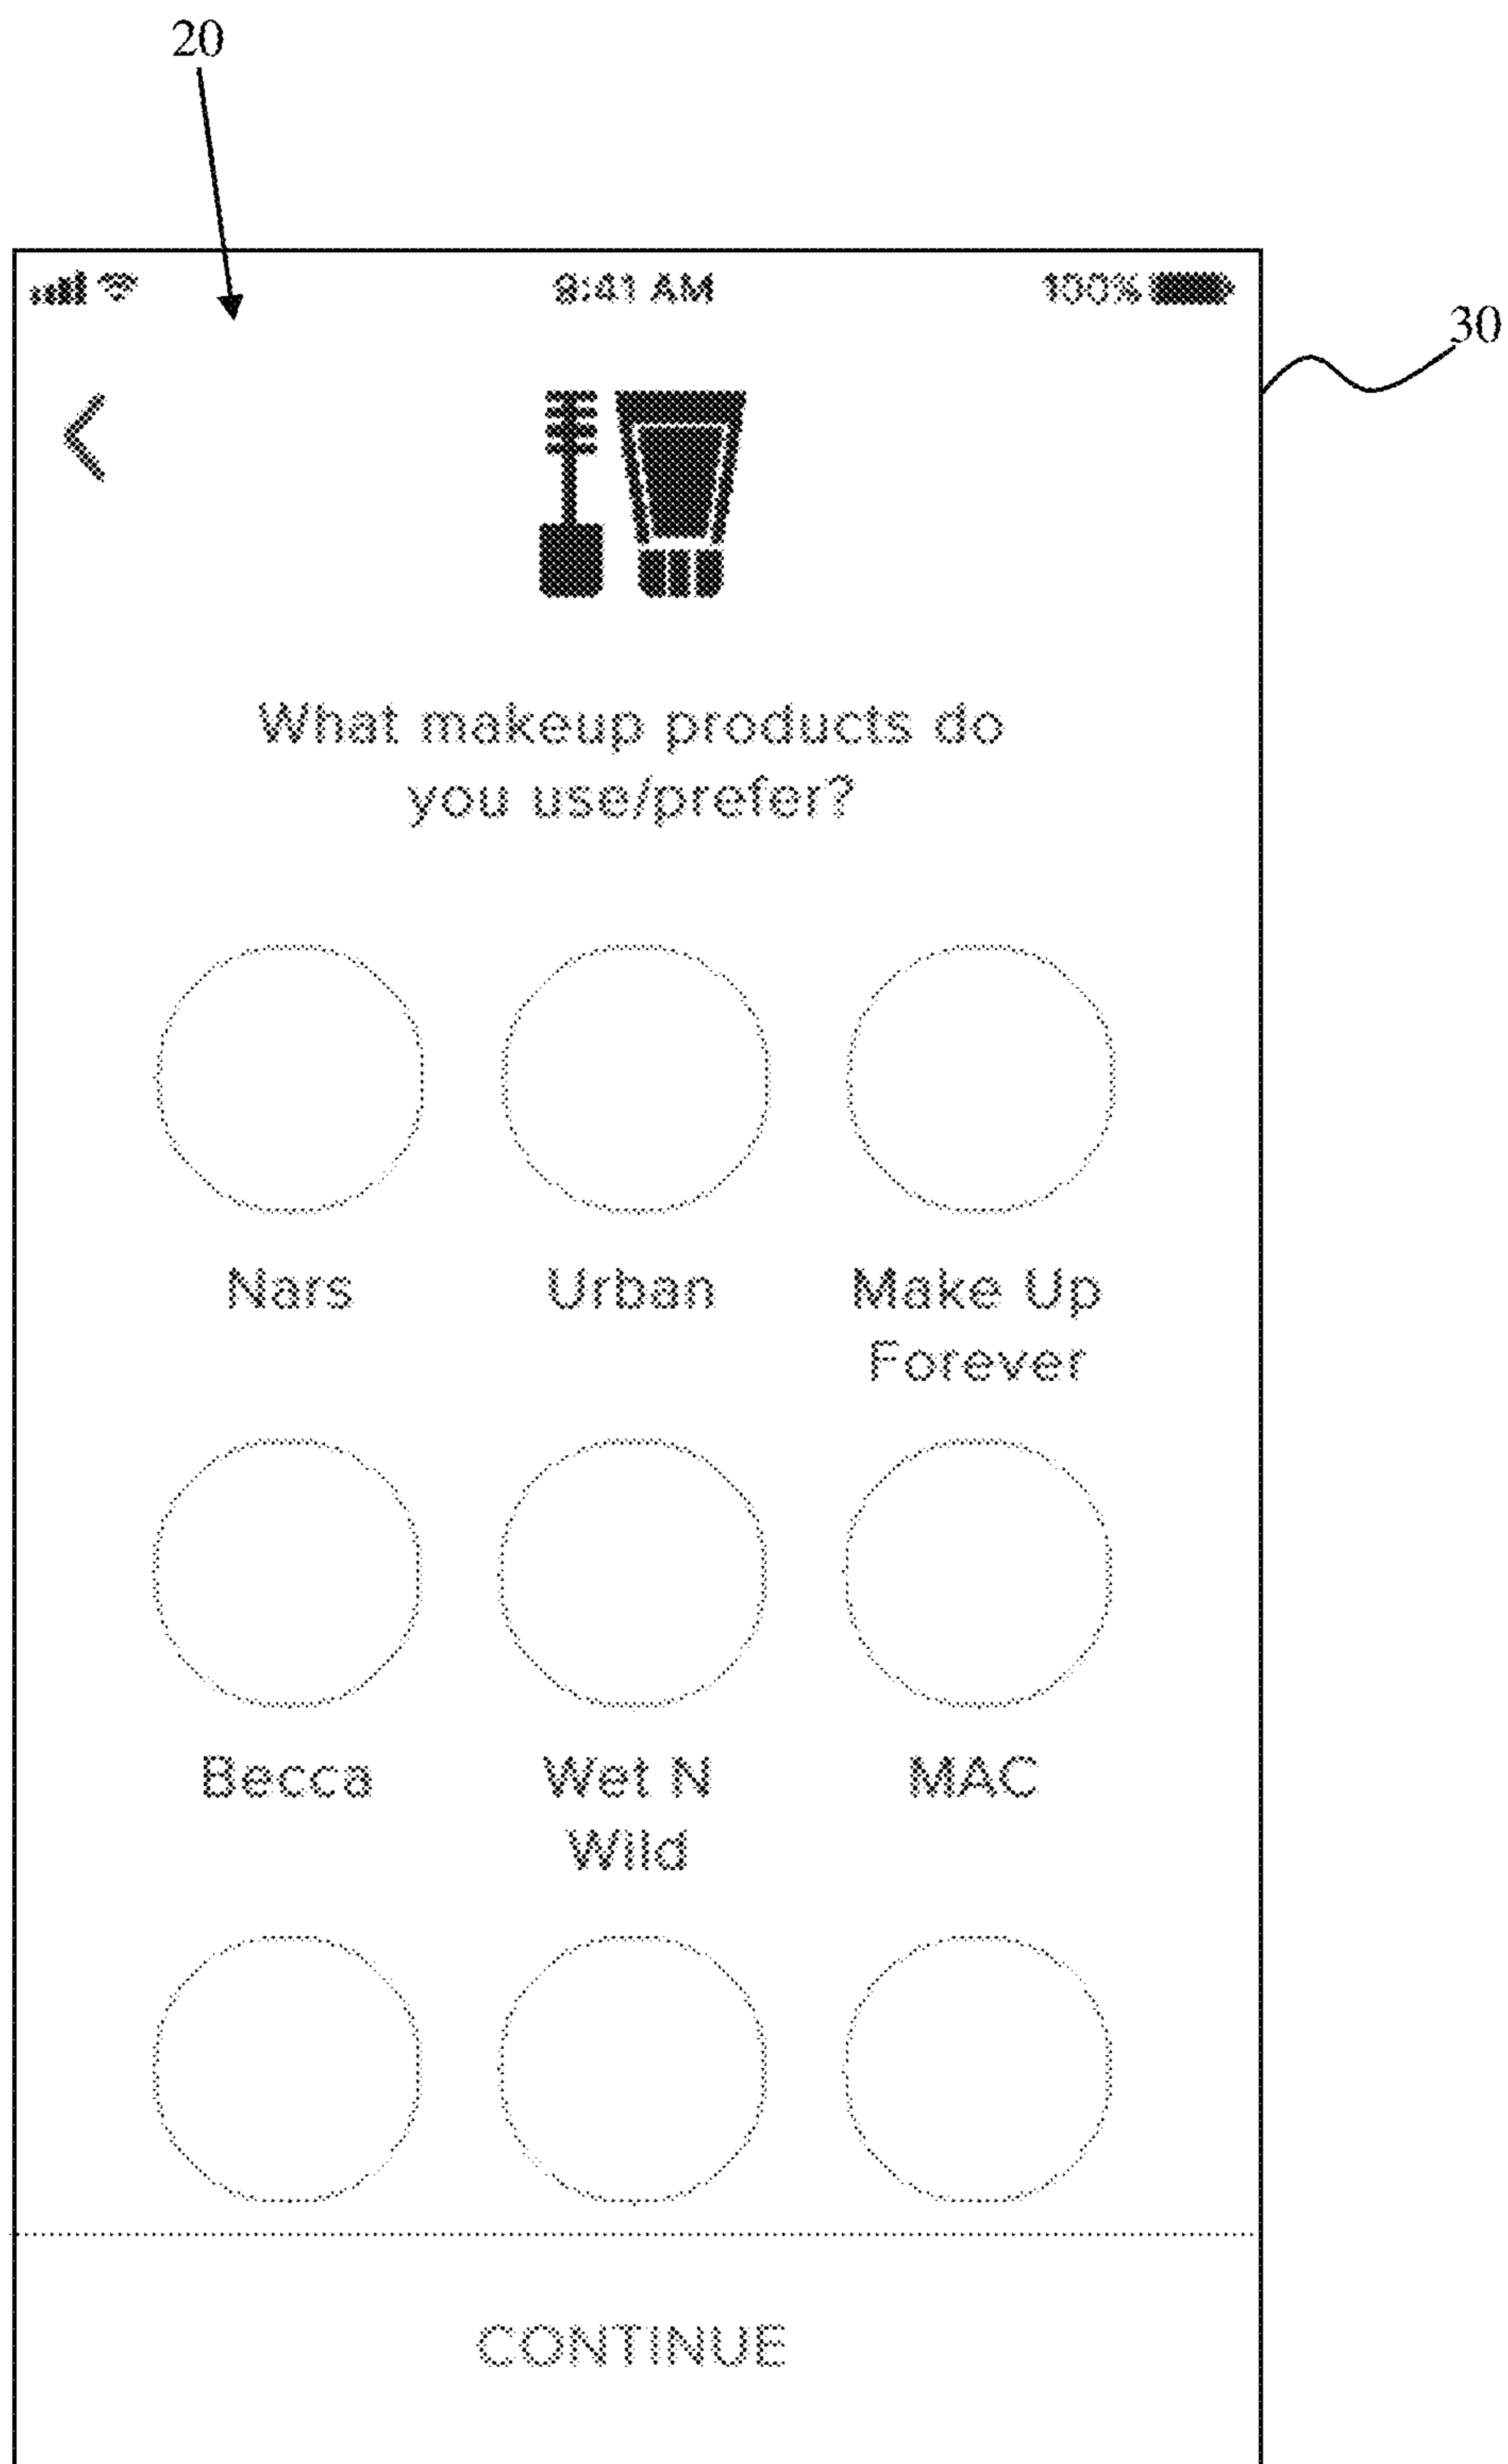 20
9:41 AM 100%
30
What makeup products do
you use/prefer?
Nars Urban Make Up
Forever
Becca Wet N MAC
Wild
CONTINUE